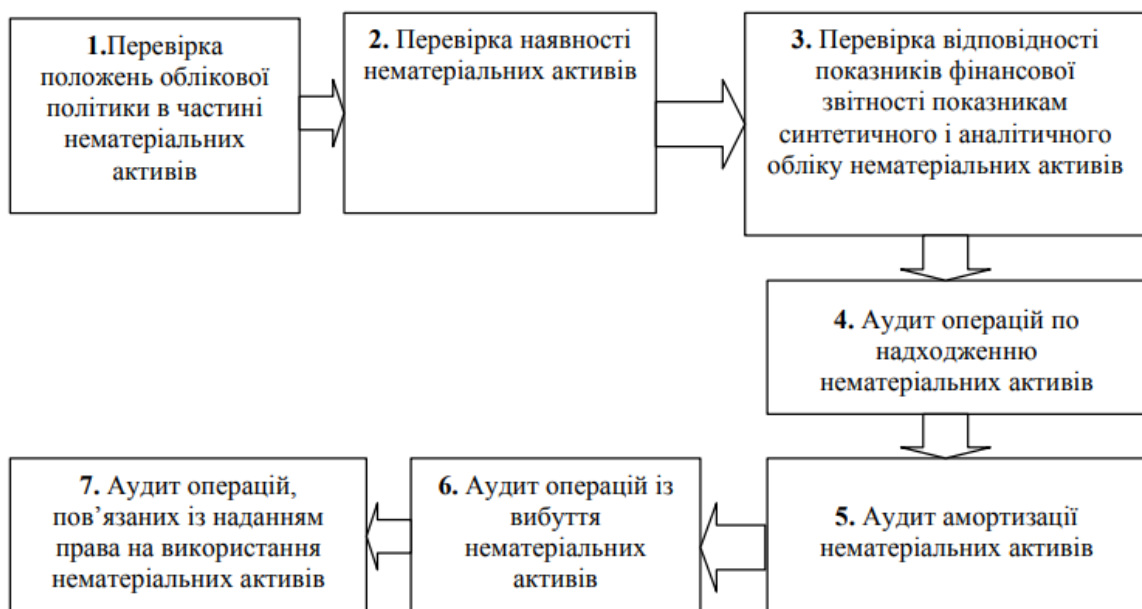 1.Перевірка
положень облікової
політики в частині
нематеріальних
активів
2. Перевірка наявності
нематеріальних активів
3. Перевірка відповідності
показників фінансової
звітності показникам
синтетичного і аналітичного
обліку нематеріальних активів
4. Аудит операцій по
надходженню
нематеріальних активів
5. Аудит амортизації
нематеріальних активів
6. Аудит операцій із
вибуття
нематеріальних
активів
7. Аудит операцій,
пов’язаних із наданням
права на використання
нематеріальних активів